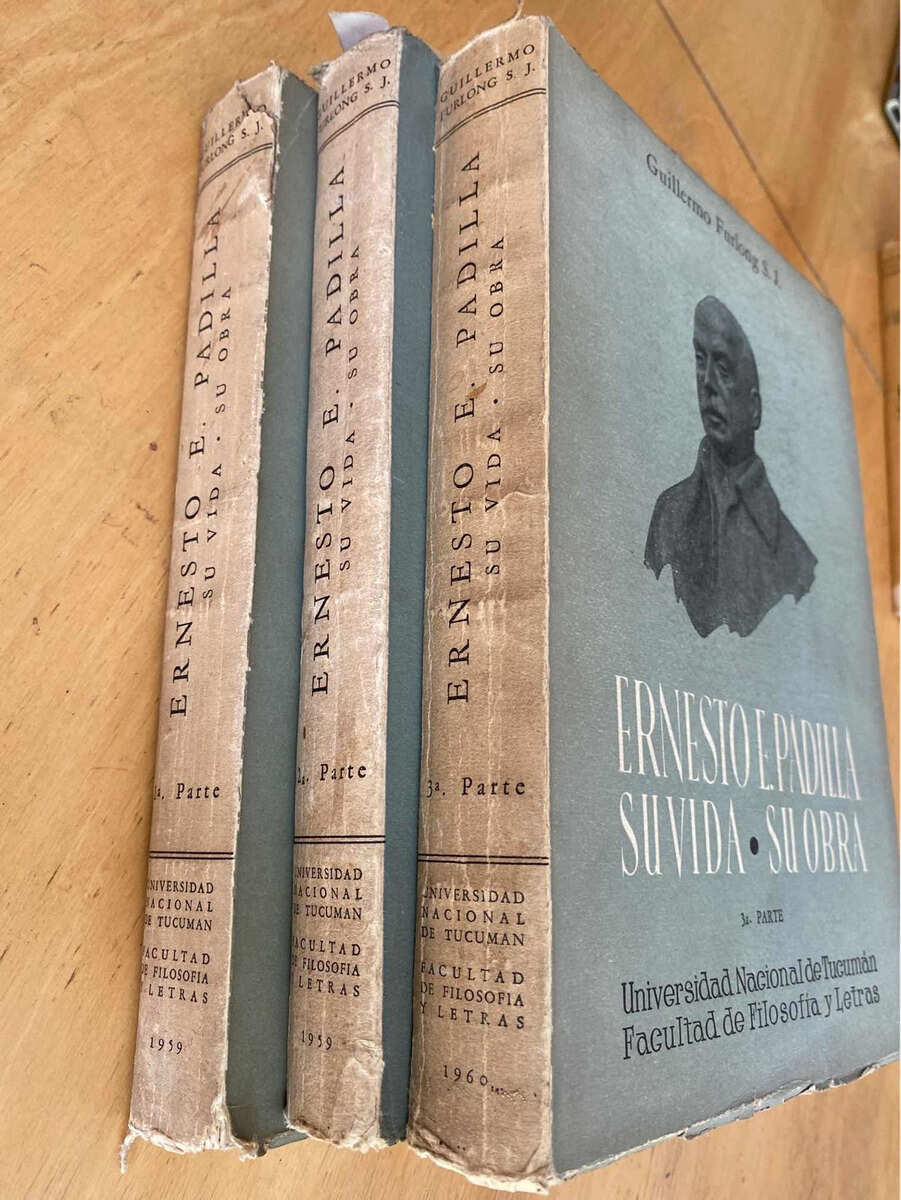 GUILLERMO
FURLONG S. J.
ERNESTO E. PADILLA
SU VIDA · SU OBRA
1a. Parte
UNIVERSIDAD
NACIONAL
DE TUCUMAN
FACULTAD
DE FILOSOFIA
Y LETRAS
1959
GUILLERMO
FURLONG S. J.
ERNESTO E. PADILLA
SU VIDA · SU OBRA
2a. Parte
UNIVERSIDAD
NACIONAL
DE TUCUMAN
FACULTAD
DE FILOSOFIA
Y LETRAS
1959
GUILLERMO
FURLONG S. J.
ERNESTO E. PADILLA
SU VIDA · SU OBRA
3a. Parte
UNIVERSIDAD
NACIONAL
DE TUCUMAN
FACULTAD
DE FILOSOFIA
Y LETRAS
1960
Guillermo Furlong S. J.
ERNESTO E. PADILLA
SU VIDA · SU OBRA
3a. PARTE
Universidad Nacional de Tucumán
Facultad de Filosofía y Letras